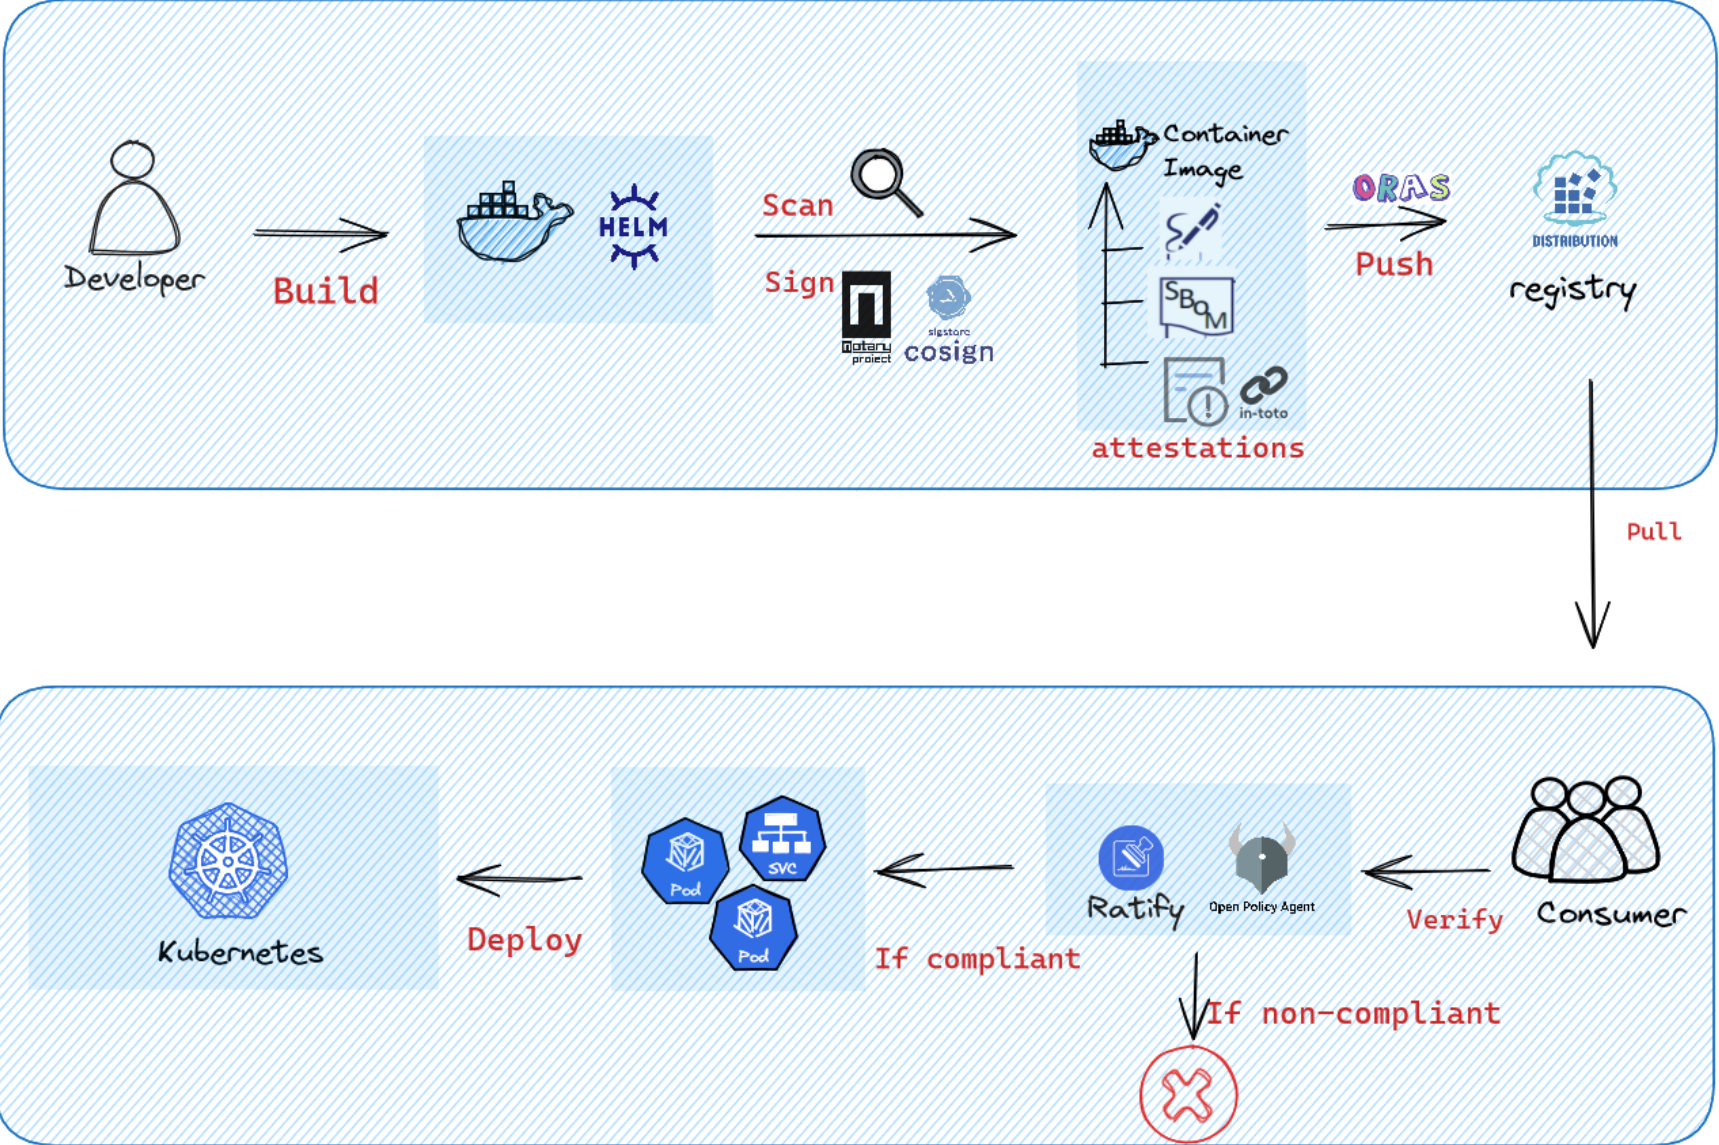 Developer
Build
HELM
Scan
Sign
notary
project
sigstore
cosign
Container
Image
SBOM
in-toto
attestations
ORAS
Push
DISTRIBUTION
registry
Pull
Kubernetes
Deploy
Pod
SVC
Pod
If compliant
Ratify
Open Policy Agent
Verify
Consumer
If non-compliant